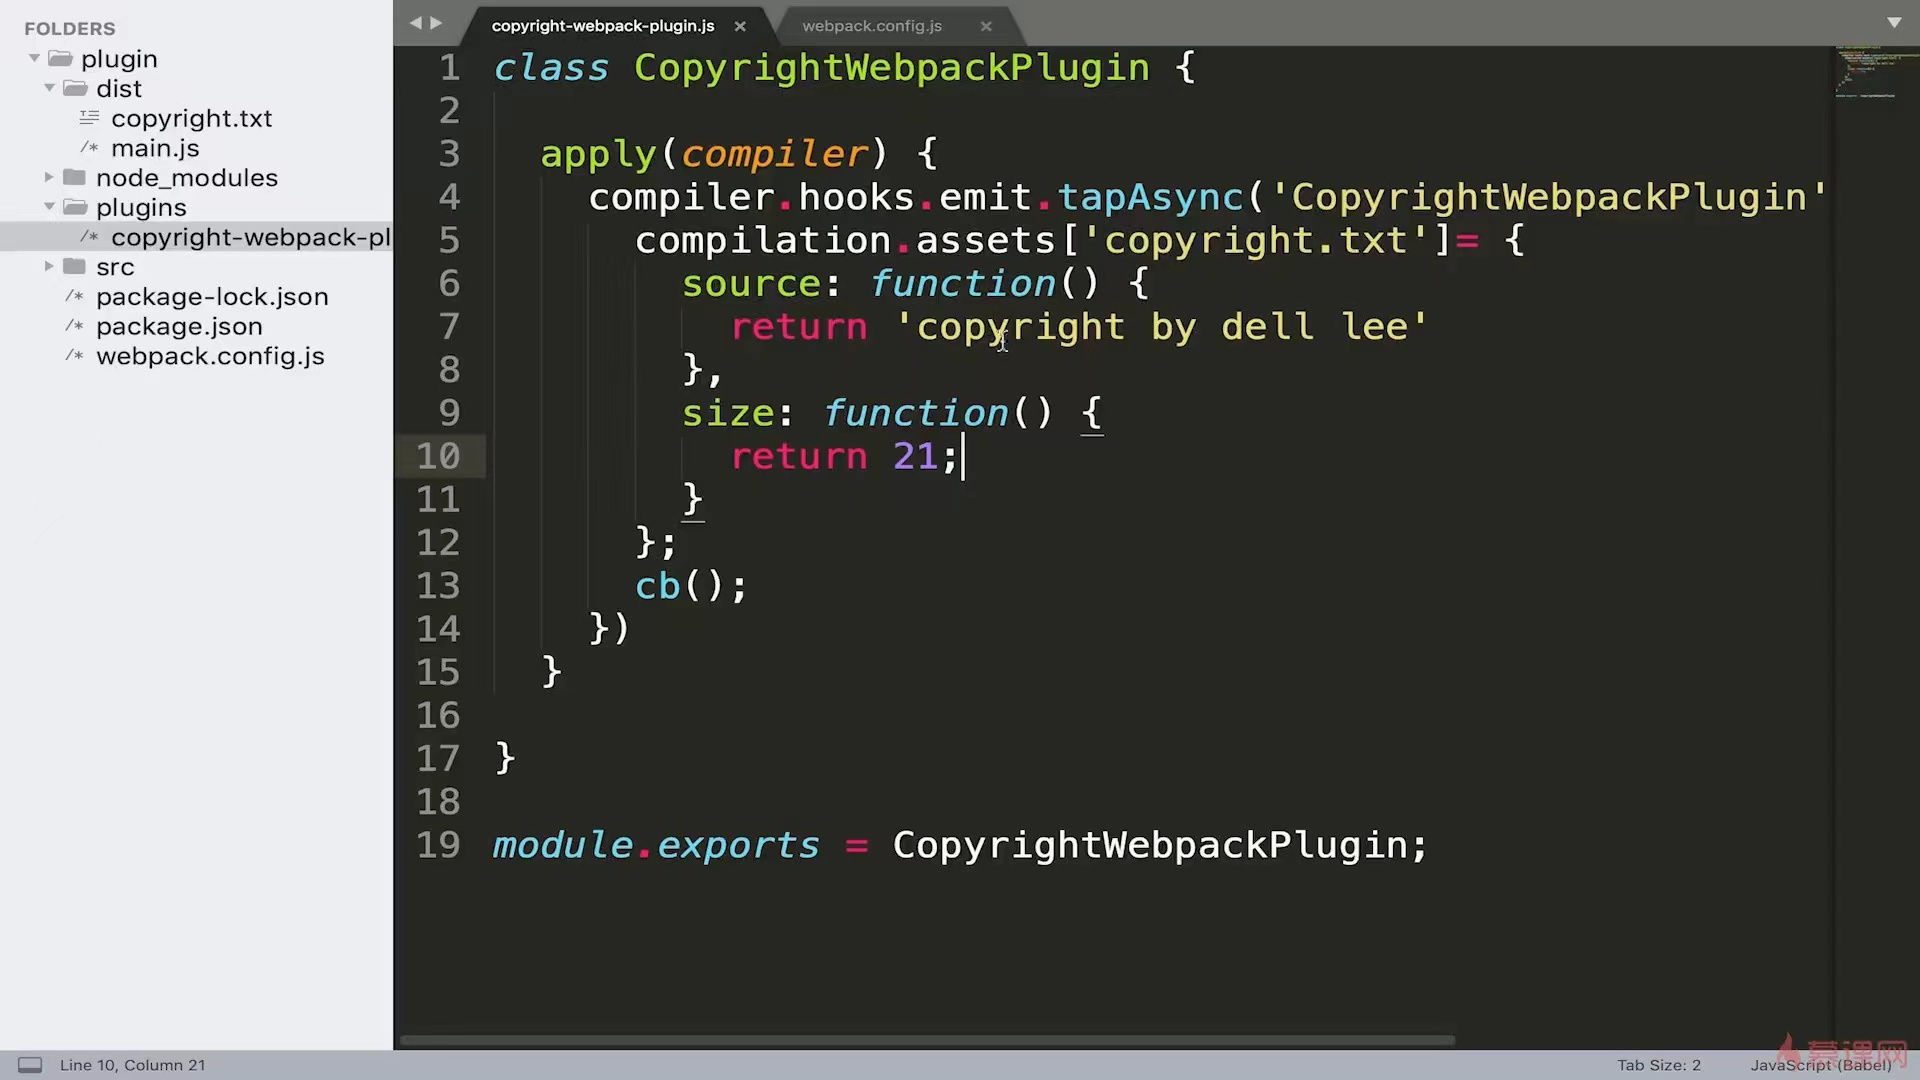 FOLDERS
plugin
dist
copyright.txt
main.js
node_modules
plugins
copyright-webpack-pl
src
package-lock.json
package.json
webpack.config.js
copyright-webpack-plugin.js
webpack.config.js
1 class CopyrightWebpackPlugin {
2
3 apply(compiler) {
4 compiler.hooks.emit.tapAsync('CopyrightWebpackPlugin'
5 compilation.assets['copyright.txt']= {
6 source: function() {
7 return 'copyright by dell lee'
8 },
9 size: function() {
10 return 21;
11 }
12 };
13 cb();
14 })
15 }
16
17 }
18
19 module.exports = CopyrightWebpackPlugin;
Line 10, Column 21
Tab Size: 2
JavaScript (Babel)
慕课网